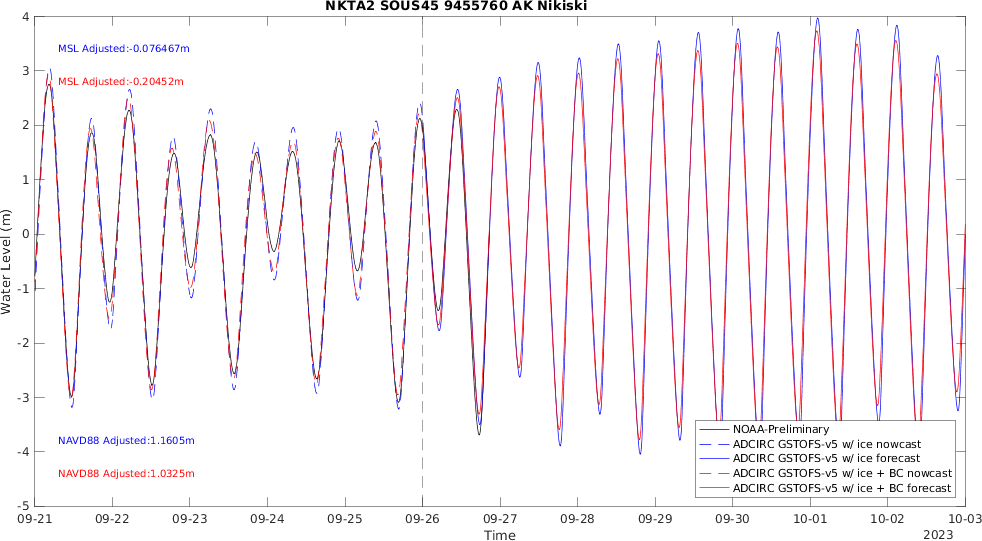 NKTA2 SOUS45 9455760 AK Nikiski
MSL Adjusted:-0.076467m
MSL Adjusted:-0.20452m
NAVD88 Adjusted:1.1605m
NAVD88 Adjusted:1.0325m
Water Level (m)
4
3
2
1
0
-1
-2
-3
-4
-5
NOAA-Preliminary
ADCIRC GSTOFS-v5 w/ ice nowcast
ADCIRC GSTOFS-v5 w/ ice forecast
ADCIRC GSTOFS-v5 w/ ice + BC nowcast
ADCIRC GSTOFS-v5 w/ ice + BC forecast
09-21 09-22 09-23 09-24 09-25 09-26 09-27 09-28 09-29 09-30 10-01 10-02 10-03
Time
2023